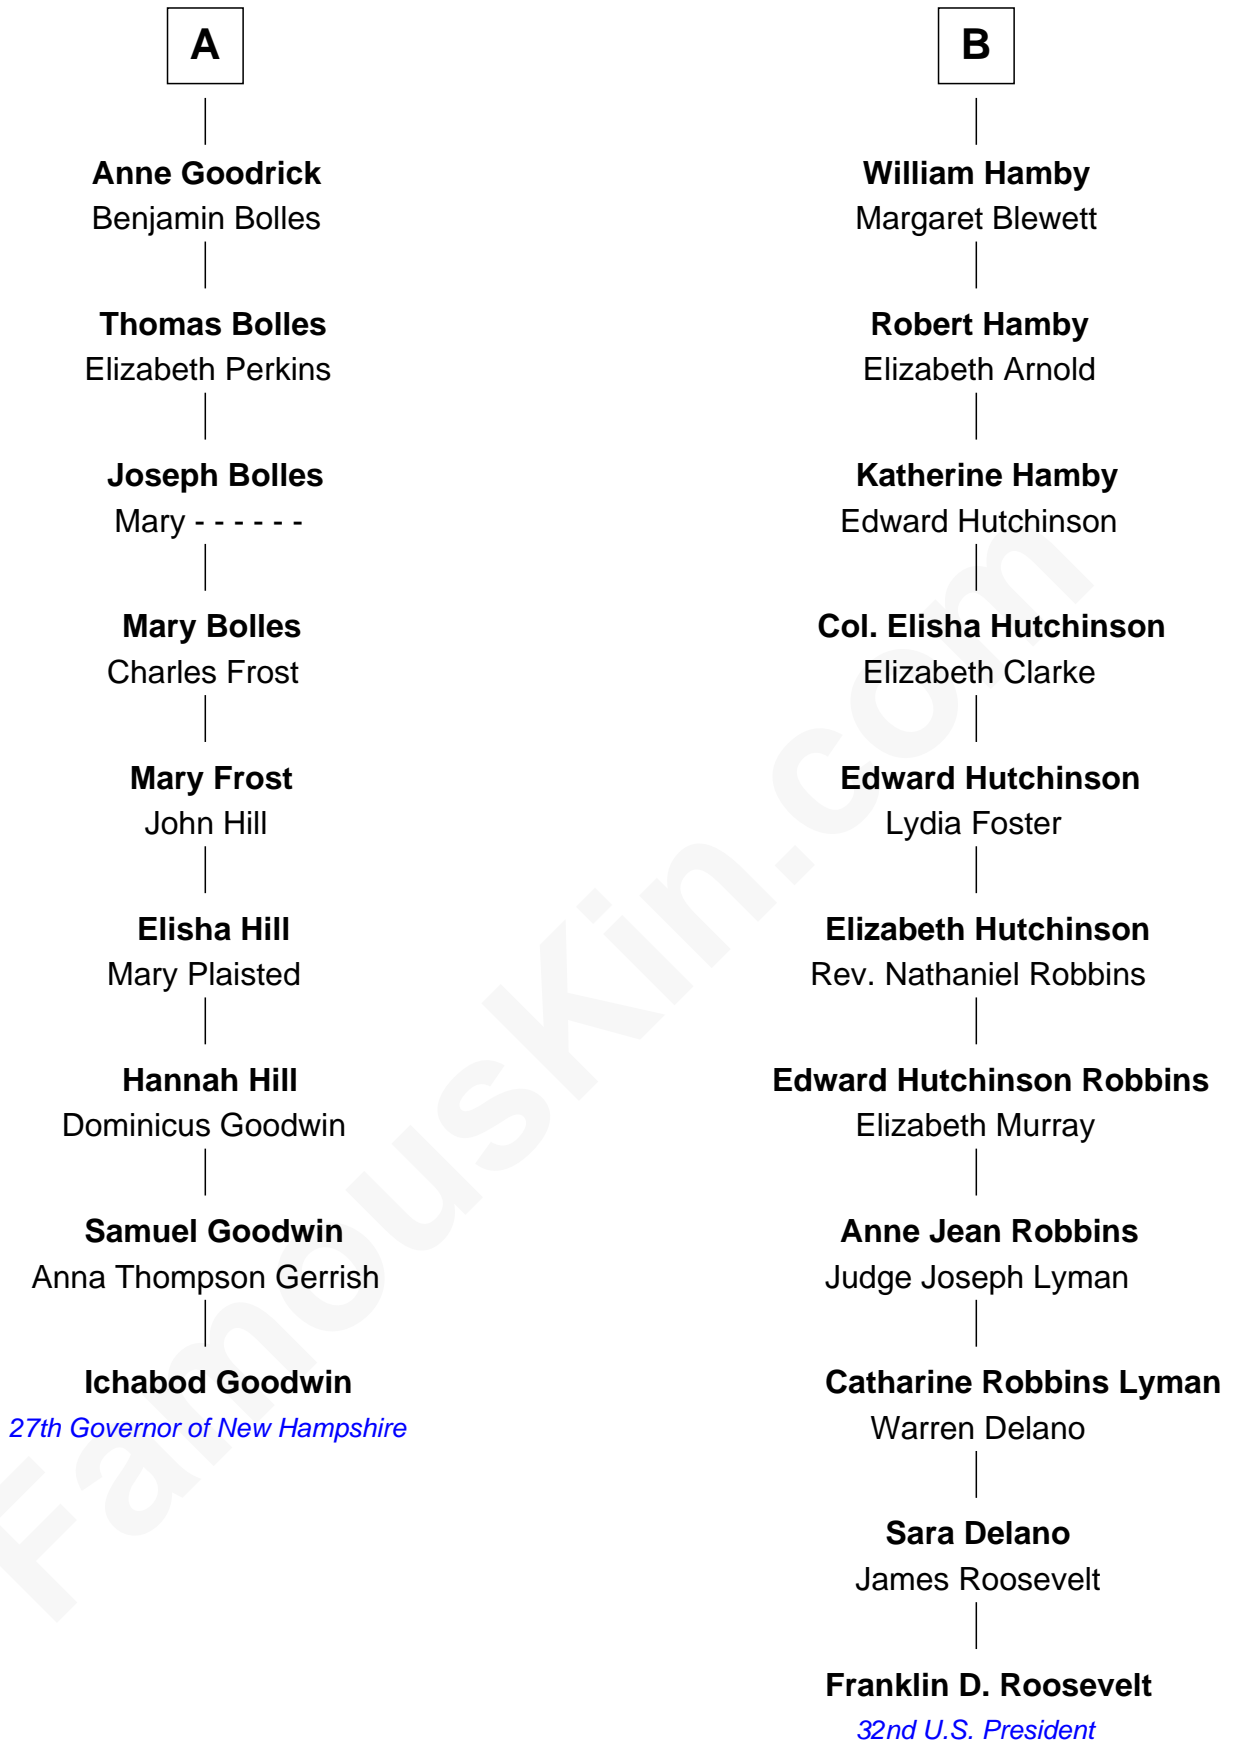 A
Anne Goodrick
Benjamin Bolles
Thomas Bolles
Elizabeth Perkins
Joseph Bolles
Mary - - - - - -
Mary Bolles
Charles Frost
Mary Frost
John Hill
Elisha Hill
Mary Plaisted
Hannah Hill
Dominicus Goodwin
Samuel Goodwin
Anna Thompson Gerrish
Ichabod Goodwin
27th Governor of New Hampshire
B
William Hamby
Margaret Blewett
Robert Hamby
Elizabeth Arnold
Katherine Hamby
Edward Hutchinson
Col. Elisha Hutchinson
Elizabeth Clarke
Edward Hutchinson
Lydia Foster
Elizabeth Hutchinson
Rev. Nathaniel Robbins
Edward Hutchinson Robbins
Elizabeth Murray
Anne Jean Robbins
Judge Joseph Lyman
Catharine Robbins Lyman
Warren Delano
Sara Delano
James Roosevelt
Franklin D. Roosevelt
32nd U.S. President
FamousKin.com